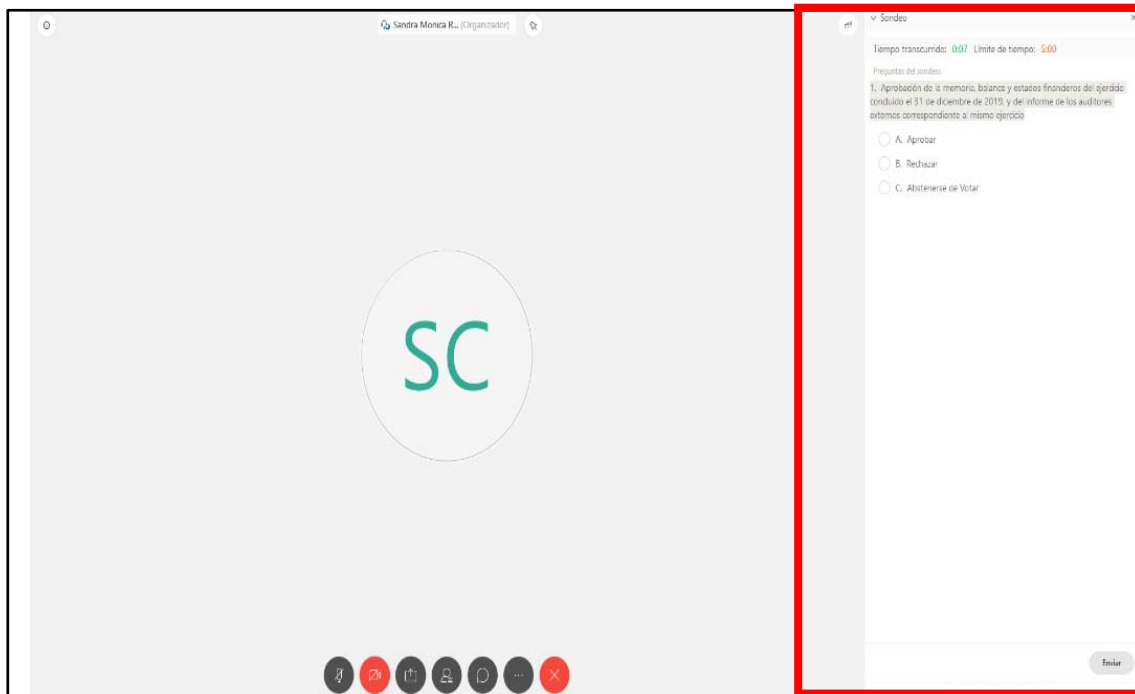 Sandra Monica R... (Organizador)
Sondeo
Tiempo transcurrido: 0:07 Límite de tiempo: 5:00
Preguntas del sondeo:
1. Aprobación de la memoria, balance y estados financieros del ejercicio
concluido el 31 de diciembre de 2019, y del informe de los auditores
externos correspondiente al mismo ejercicio
A. Aprobar
B. Rechazar
C. Abstenerse de Votar
SC
Enviar